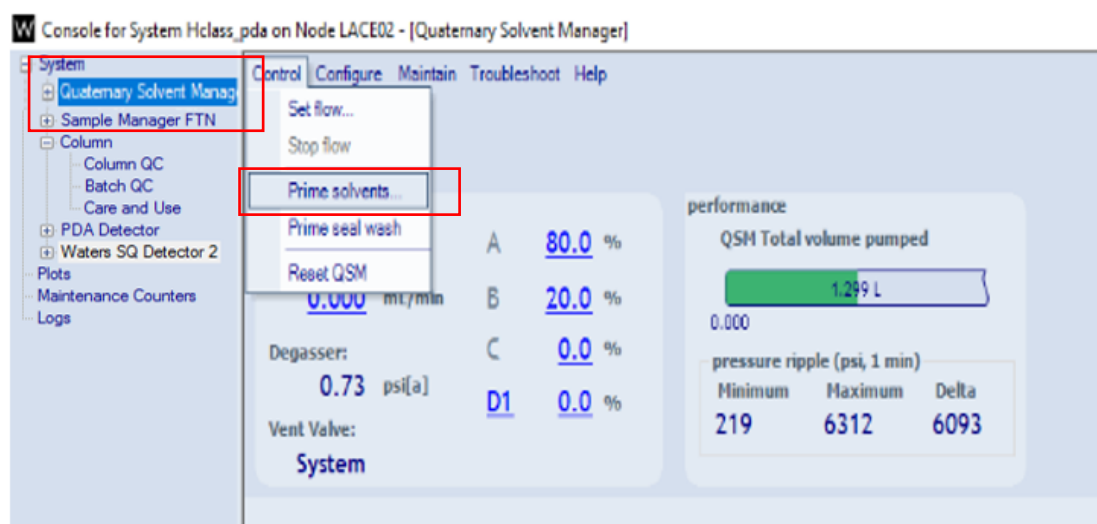 W Console for System Hclass_pda on Node LACE02 - [Quaternary Solvent Manager]
System
Quaternary Solvent Manag
Sample Manager FTN
Column
Column QC
Batch QC
Care and Use
PDA Detector
Waters SQ Detector 2
Plots
Maintenance Counters
Logs
Control Configure Maintain Troubleshoot Help
Set flow...
Stop flow
Prime solvents...
Prime seal wash
Reset QSM
0.000 mL/min
Degasser:
0.73 psi[a]
Vent Valve:
System
A 80.0 %
B 20.0 %
C 0.0 %
D1 0.0 %
performance
QSM Total volume pumped
1.299 L
0.000
pressure ripple (psi, 1 min)
Minimum Maximum Delta
219 6312 6093